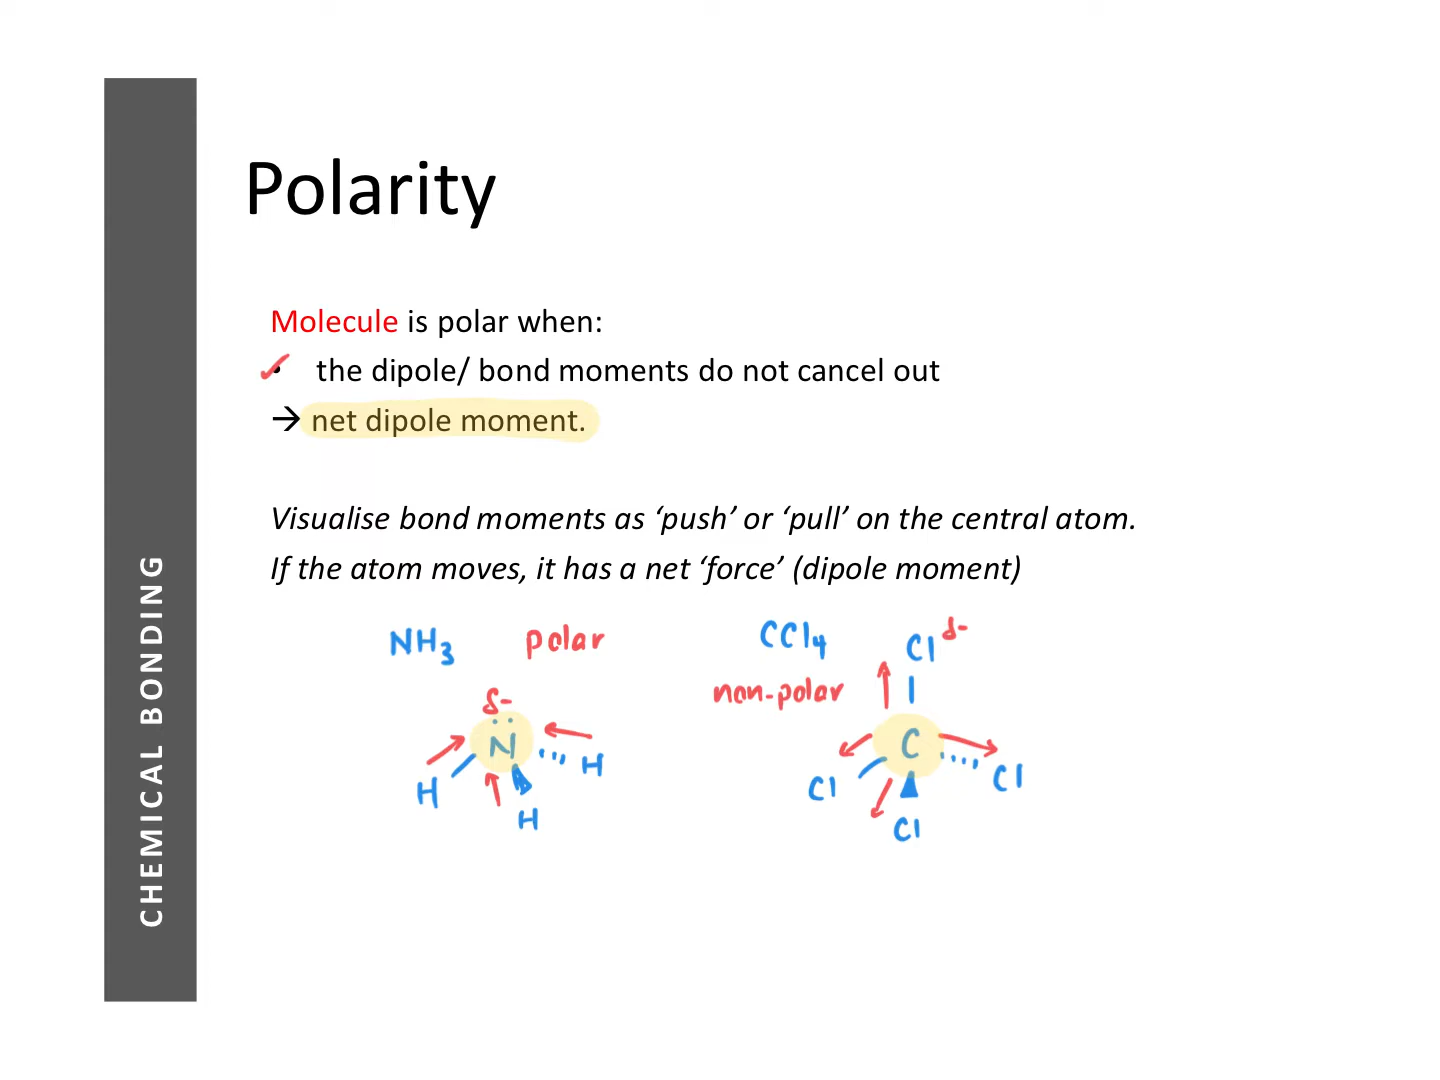 CHEMICAL BONDING
Polarity
Molecule is polar when:
• the dipole/ bond moments do not cancel out
→ net dipole moment.
Visualise bond moments as ‘push’ or ‘pull’ on the central atom.
If the atom moves, it has a net ‘force’ (dipole moment)
NH₃ polar
δ-
N
H H
H
CCl₄
non-polar
Cl δ-
C
Cl Cl
Cl